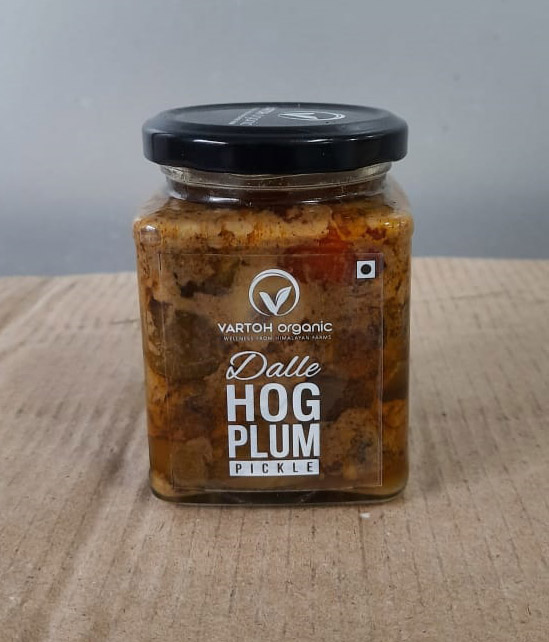 VARTOH organic
WELLNESS FROM HIMALAYAN FARMS
Dalle
HOG
PLUM
PICKLE